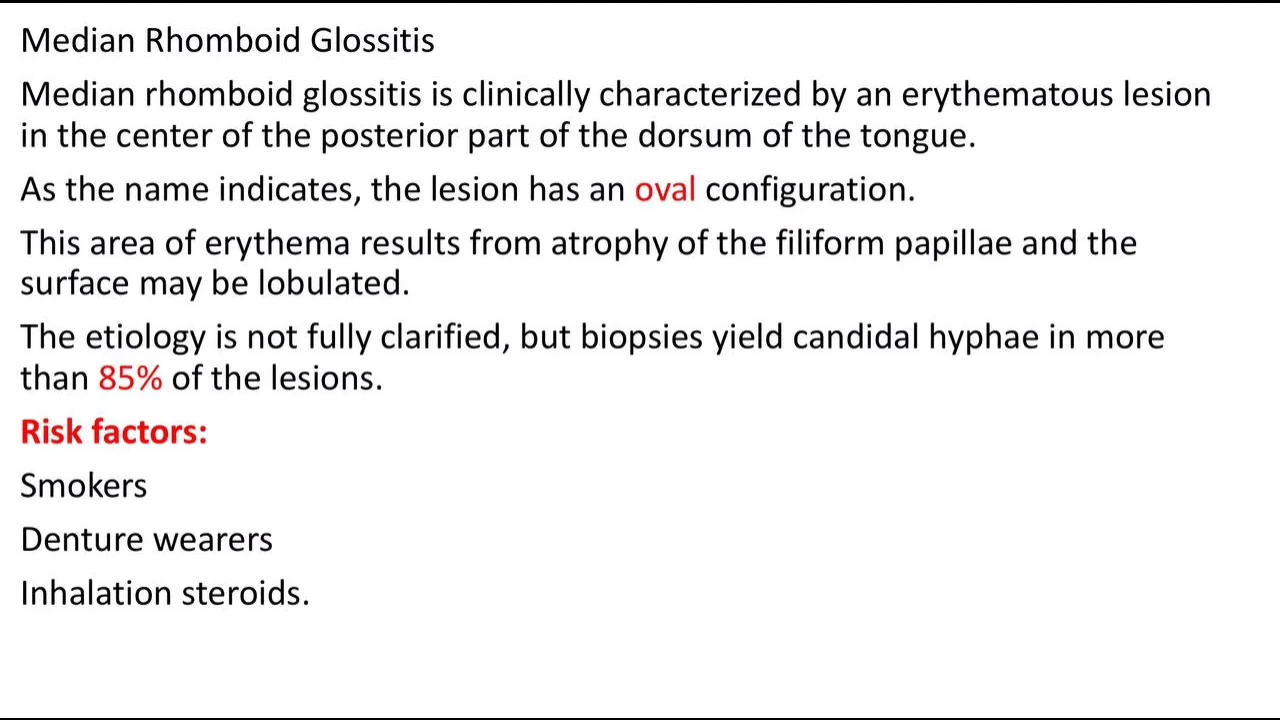 Median Rhomboid Glossitis
Median rhomboid glossitis is clinically characterized by an erythematous lesion
in the center of the posterior part of the dorsum of the tongue.
As the name indicates, the lesion has an oval configuration.
This area of erythema results from atrophy of the filiform papillae and the
surface may be lobulated.
The etiology is not fully clarified, but biopsies yield candidal hyphae in more
than 85% of the lesions.
Risk factors:
Smokers
Denture wearers
Inhalation steroids.